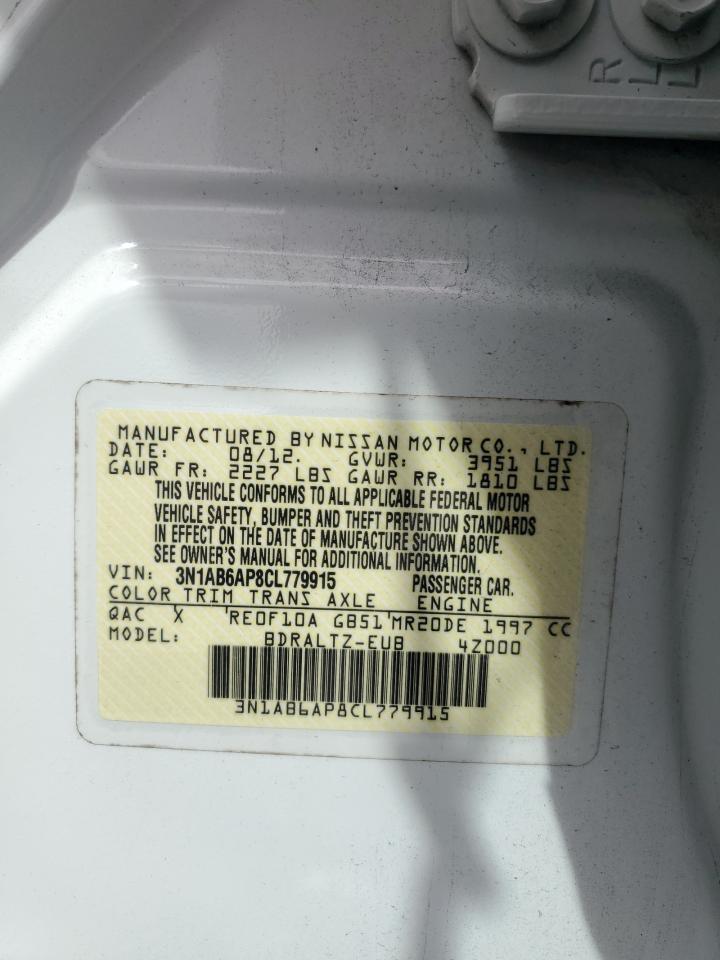 R
L L
MANUFACTURED BY NISSAN MOTOR CO., LTD.
DATE: 08/12. GVWR: 3951 LBS
GAWR FR: 2227 LBS GAWR RR: 1810 LBS
THIS VEHICLE CONFORMS TO ALL APPLICABLE FEDERAL MOTOR
VEHICLE SAFETY, BUMPER AND THEFT PREVENTION STANDARDS
IN EFFECT ON THE DATE OF MANUFACTURE SHOWN ABOVE.
SEE OWNER'S MANUAL FOR ADDITIONAL INFORMATION.
VIN: 3N1AB6AP8CL779915 PASSENGER CAR.
COLOR TRIM TRANS AXLE ENGINE
QAC X 'RE0F10A GB51'MR20DE 1997 CC
MODEL: BDRALTZ-EUB 4Z000
3N1AB6AP8CL779915